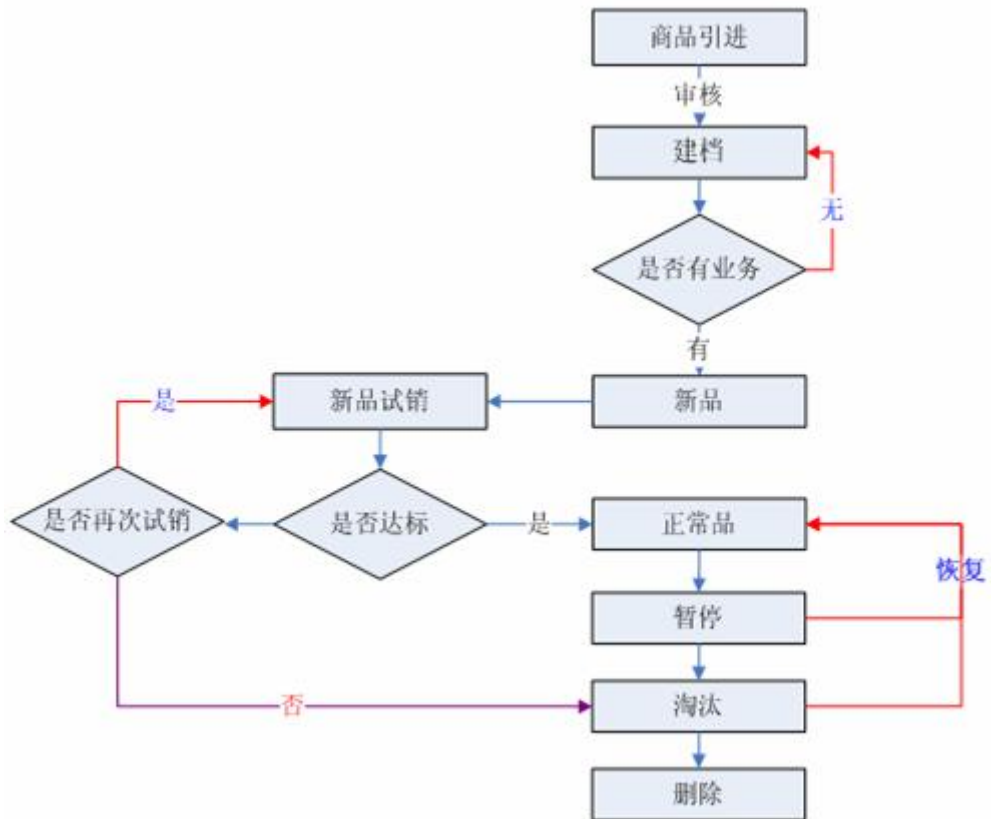 商品引进
审核
建档
无
是否有业务
有
是
新品试销
新品
是否再次试销
是否达标
是
正常品
恢复
暂停
否
淘汰
删除